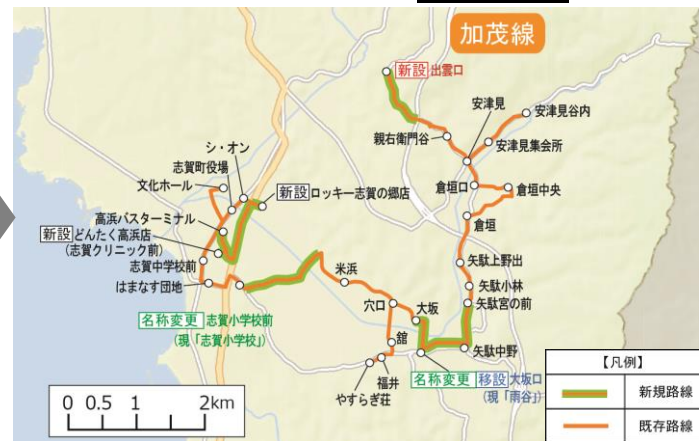 加茂線
新設 出雲口
安津見
安津見谷内
親右衛門谷
安津見集会所
シ・オン
志賀町役場
文化ホール
新設 ロッキー志賀の郷店
倉垣口
倉垣中央
高浜バスターミナル
倉垣
新設 どんたく高浜店
(志賀クリニック前)
志賀中学校前
矢駄上野出
はまなす団地
米浜
矢駄小林
穴口
大坂
矢駄宮の前
名称変更 志賀小学校前
(現「志賀小学校」)
舘
矢駄中野
福井
やすらぎ荘
名称変更 移設 大坂口
(現「雨谷」)
【凡例】
新規路線
既存路線
0 0.5 1 2km